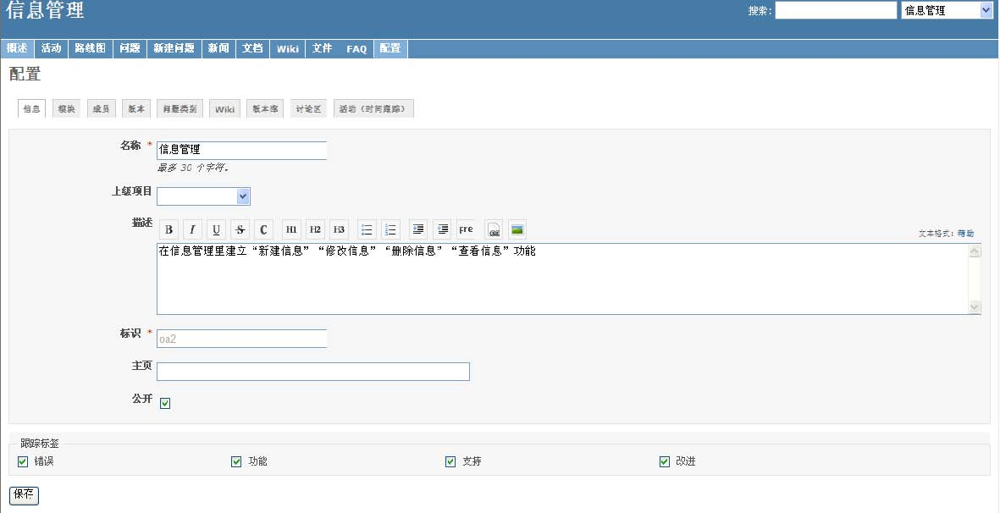 信息管理
搜索: 信息管理
概述 活动 路线图 问题 新建问题 新闻 文档 Wiki 文件 FAQ 配置
配置
信息 模块 成员 版本 问题类别 Wiki 版本库 讨论区 活动（时间跟踪）
名称 * 信息管理
最多 30 个字符。
上级项目
描述 B I U S C H1 H2 H3 Pre
文本格式: 帮助
在信息管理里建立“新建信息”“修改信息”“删除信息”“查看信息”功能
标识 * oa2
主页
公开
跟踪标签
错误 功能 支持 改进
保存